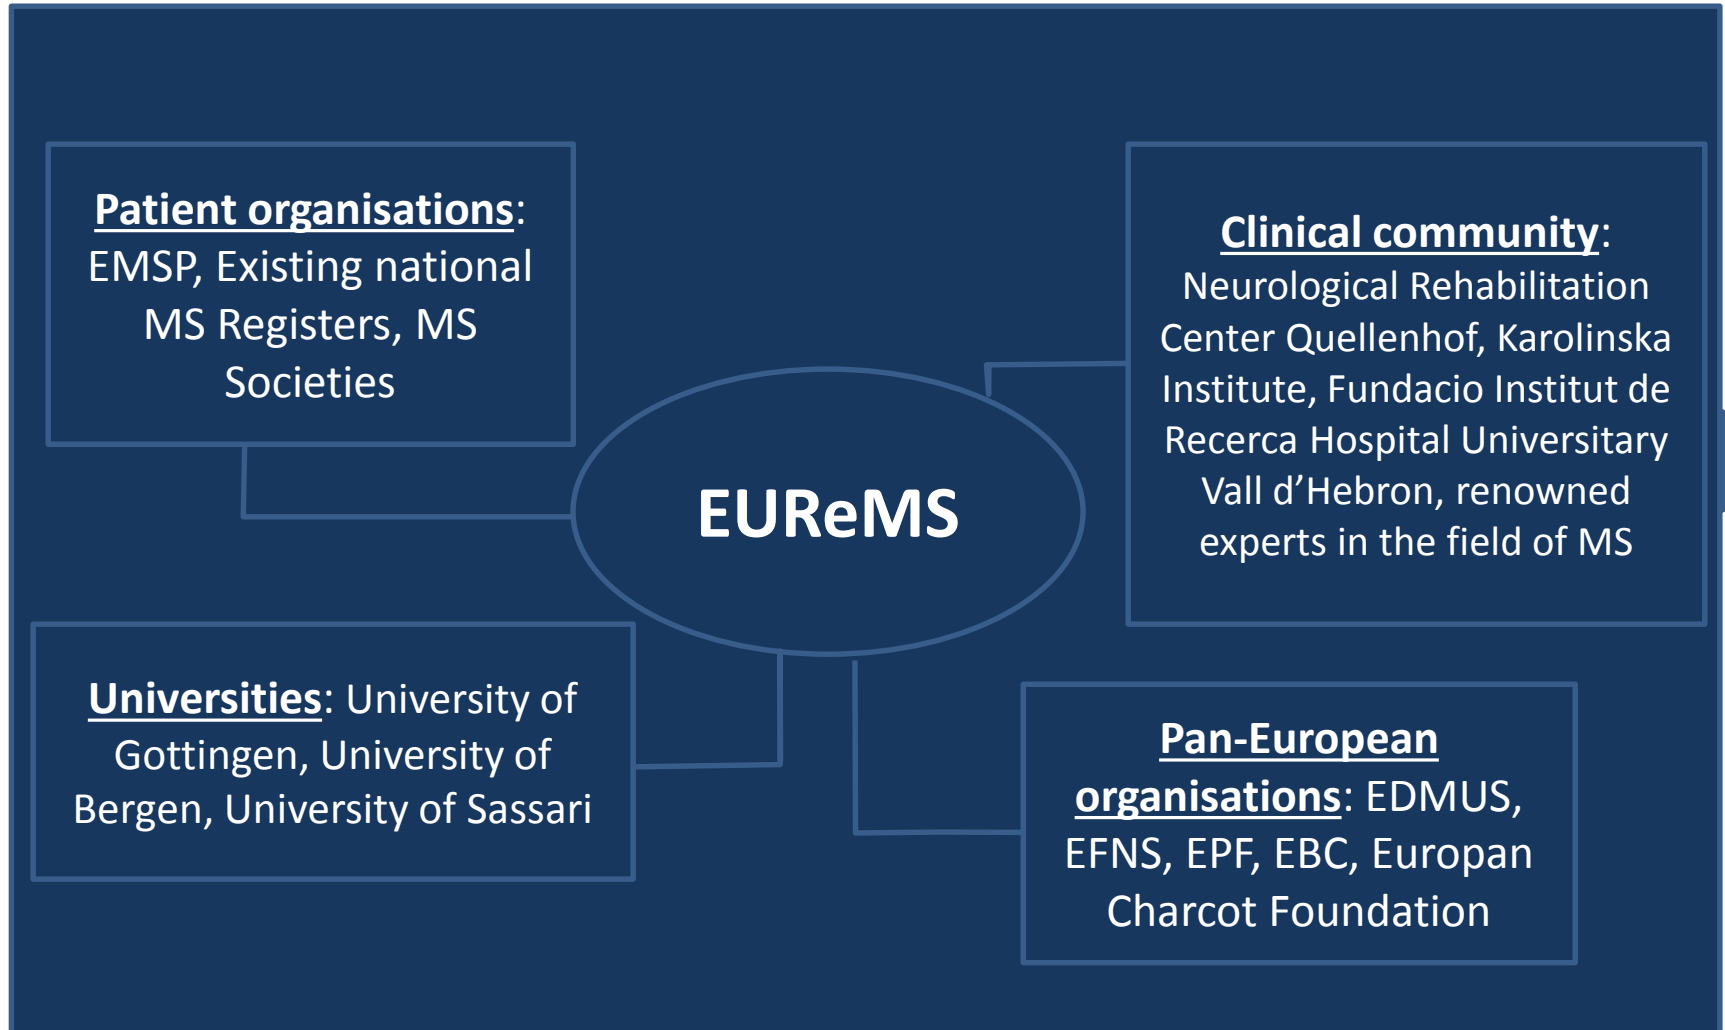 Patient organisations:
EMSP, Existing national
MS Registers, MS
Societies
Clinical community:
Neurological Rehabilitation
Center Quellenhof, Karolinska
Institute, Fundacio Institut de
Recerca Hospital Universitary
Vall d’Hebron, renowned
experts in the field of MS
EUReMS
Universities: University of
Gottingen, University of
Bergen, University of Sassari
Pan-European
organisations: EDMUS,
EFNS, EPF, EBC, Europan
Charcot Foundation